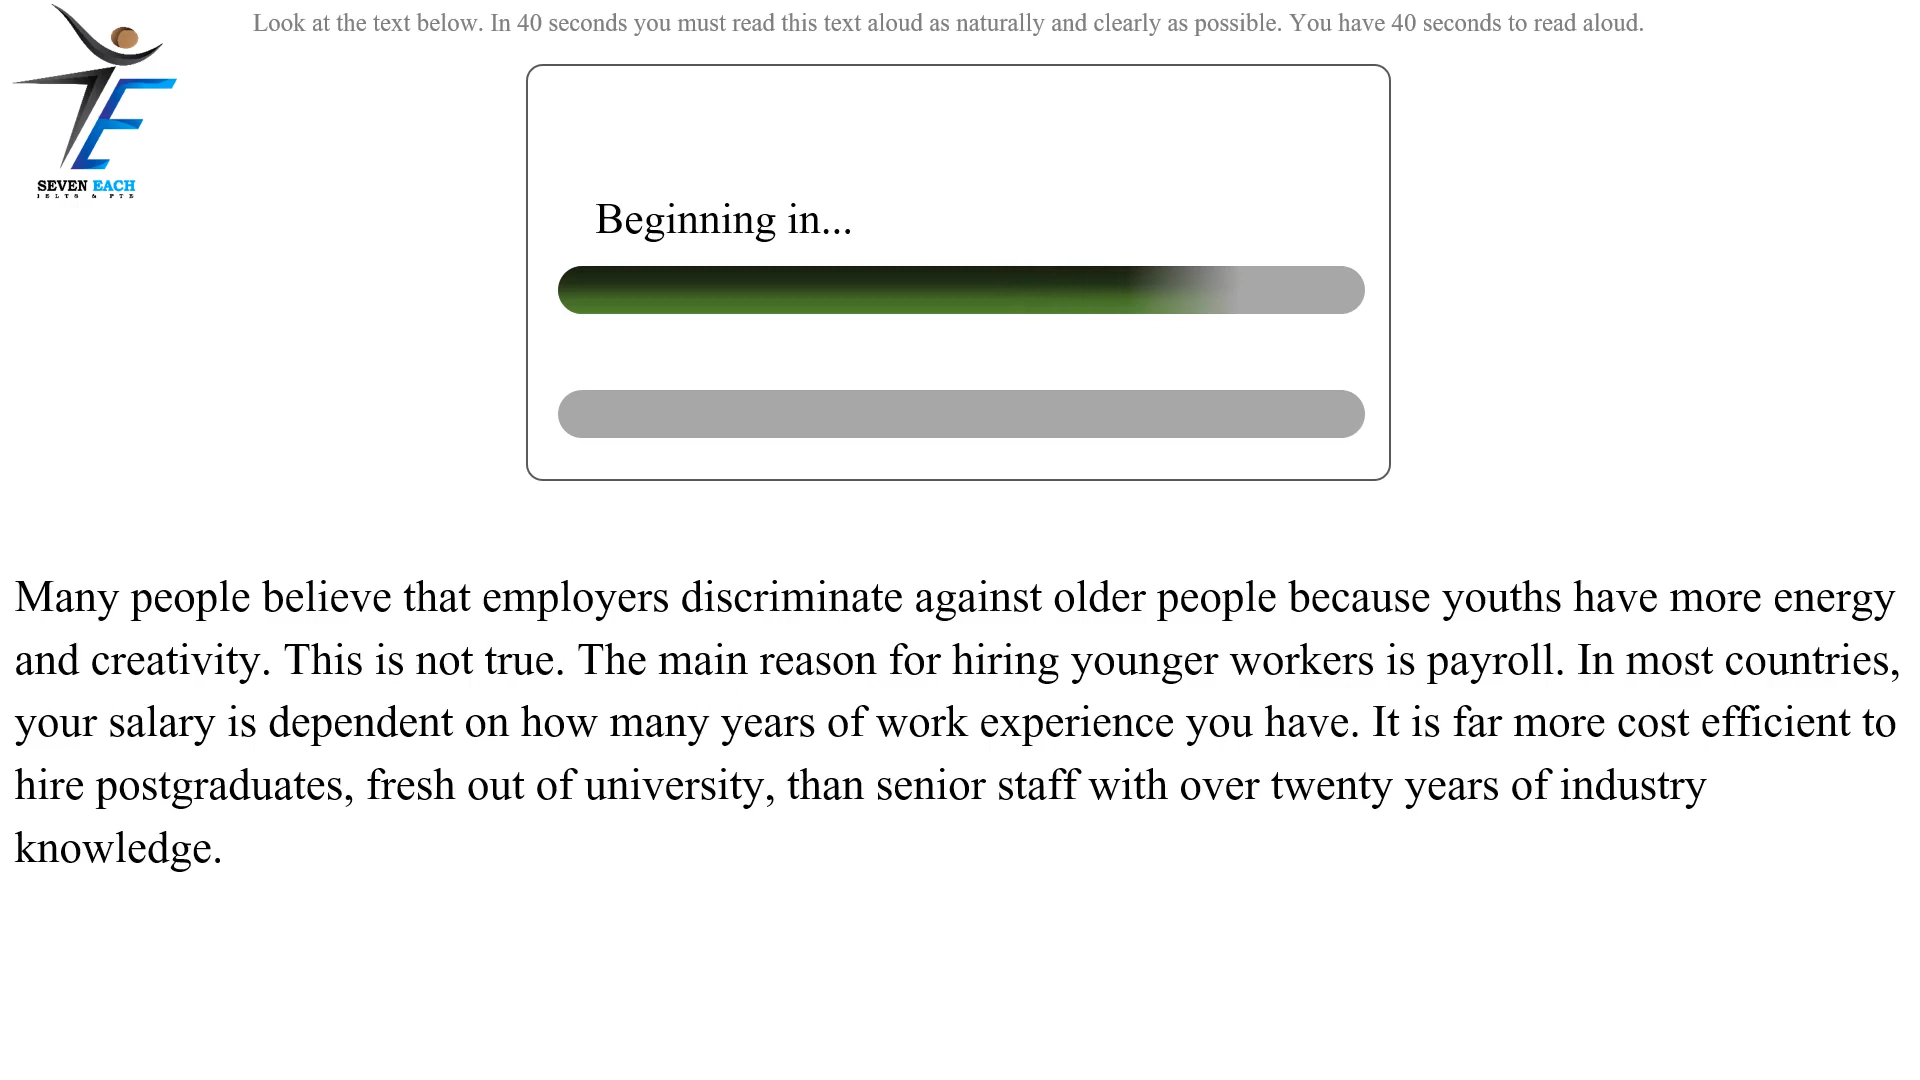 Look at the text below. In 40 seconds you must read this text aloud as naturally and clearly as possible. You have 40 seconds to read aloud.
SEVEN EACH
IELTS & PTE
Beginning in...
Many people believe that employers discriminate against older people because youths have more energy
and creativity. This is not true. The main reason for hiring younger workers is payroll. In most countries,
your salary is dependent on how many years of work experience you have. It is far more cost efficient to
hire postgraduates, fresh out of university, than senior staff with over twenty years of industry
knowledge.